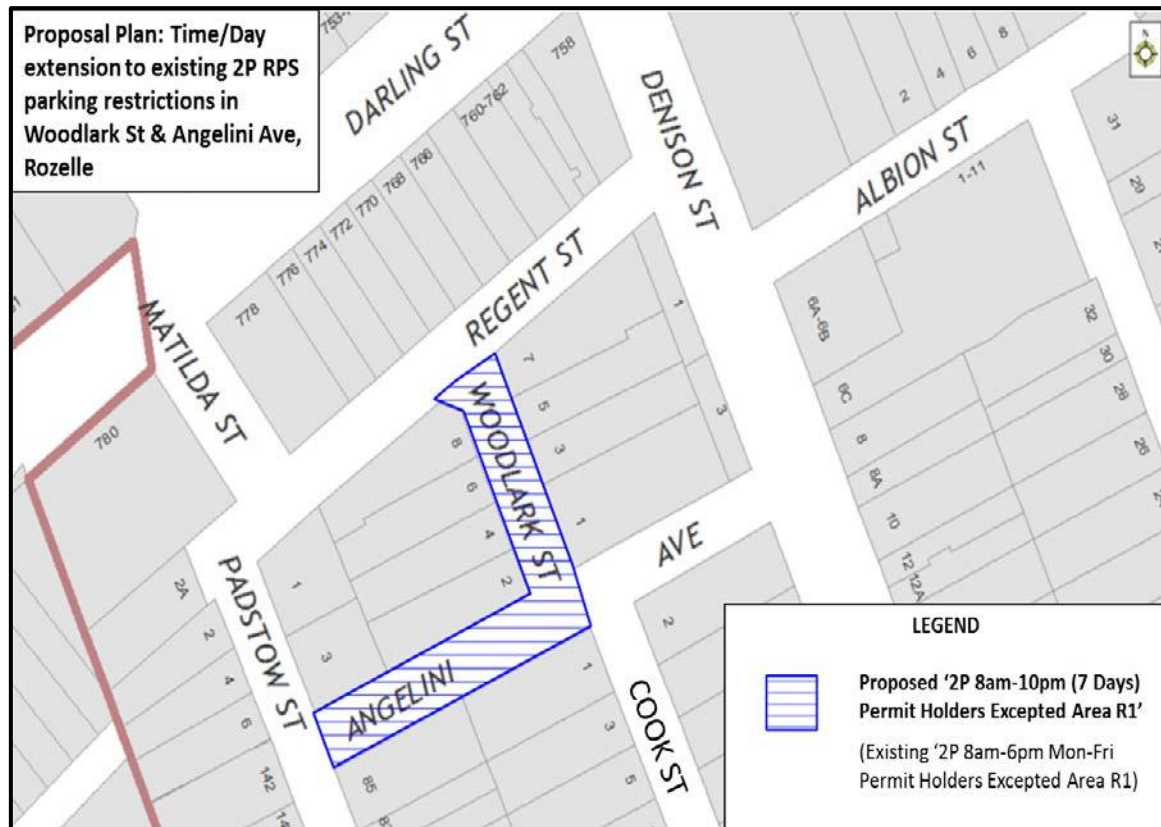 Proposal Plan: Time/Day
extension to existing 2P RPS
parking restrictions in
Woodlark St & Angelini Ave,
Rozelle
N
DARLING ST
758
760-762
766
768
770
772
774
776
778
DENISON ST
2
4
6
8
ALBION ST
1-11
31
29
REGENT ST
MATILDA ST
780
WOODLARK ST
7
5
3
1
8
6
4
2
1
3
6A-6B
6C
8
8A
10
12
12A
32
30
28
26
AVE
2
PADSTOW ST
2A
2
4
6
142
1
3
ANGELINI
85
COOK ST
1
3
5
LEGEND
Proposed ‘2P 8am-10pm (7 Days)
Permit Holders Excepted Area R1’
(Existing ‘2P 8am-6pm Mon-Fri
Permit Holders Excepted Area R1)